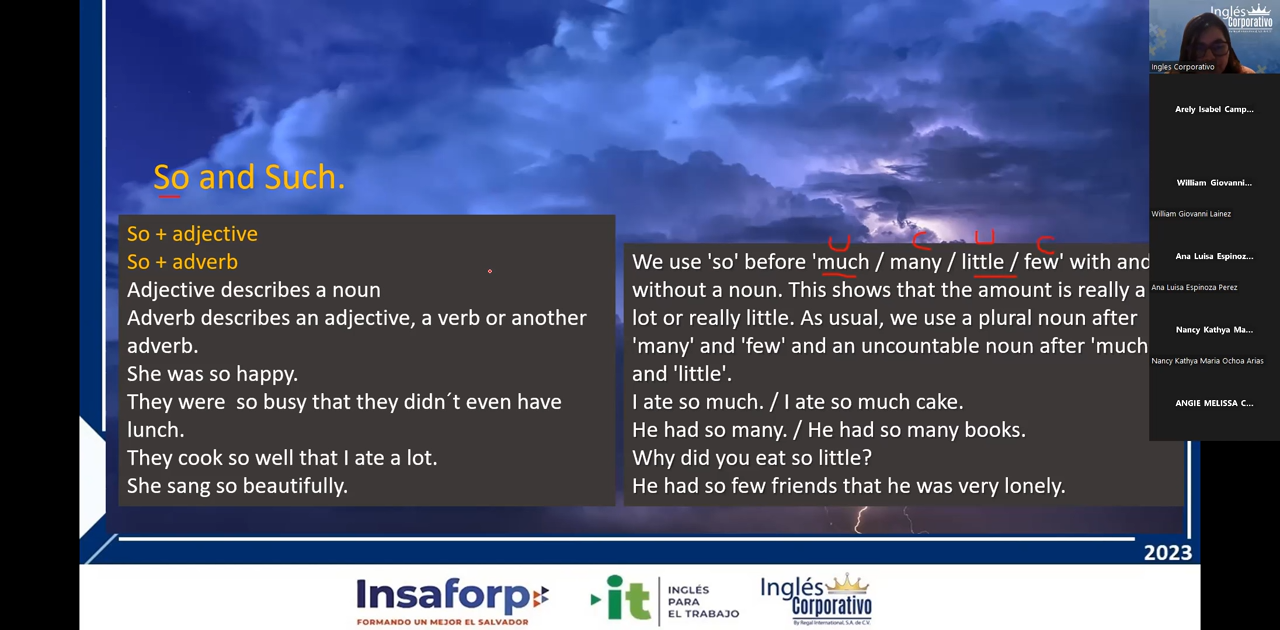 So and Such.
So + adjective
So + adverb
Adjective describes a noun
Adverb describes an adjective, a verb or another
adverb.
She was so happy.
They were  so busy that they didn´t even have
lunch.
They cook so well that I ate a lot.
She sang so beautifully.
U C U C
We use 'so' before 'much / many / little / few' with and
without a noun. This shows that the amount is really a
lot or really little. As usual, we use a plural noun after
'many' and 'few' and an uncountable noun after 'much
and 'little'.
I ate so much. / I ate so much cake.
He had so many. / He had so many books.
Why did you eat so little?
He had so few friends that he was very lonely.
2023
Insaforp
FORMANDO UN MEJOR EL SALVADOR
it
INGLÉS
PARA
EL TRABAJO
Inglés
Corporativo
By Regal International, S.A. de C.V.
Inglés
Corporativo
Inglés Corporativo
Arely Isabel Camp...
William Giovanni...
William Giovanni Lainez
Ana Luisa Espinoz...
Ana Luisa Espinoza Perez
Nancy Kathya Ma...
Nancy Kathya Maria Ochoa Arias
ANGIE MELISSA C...